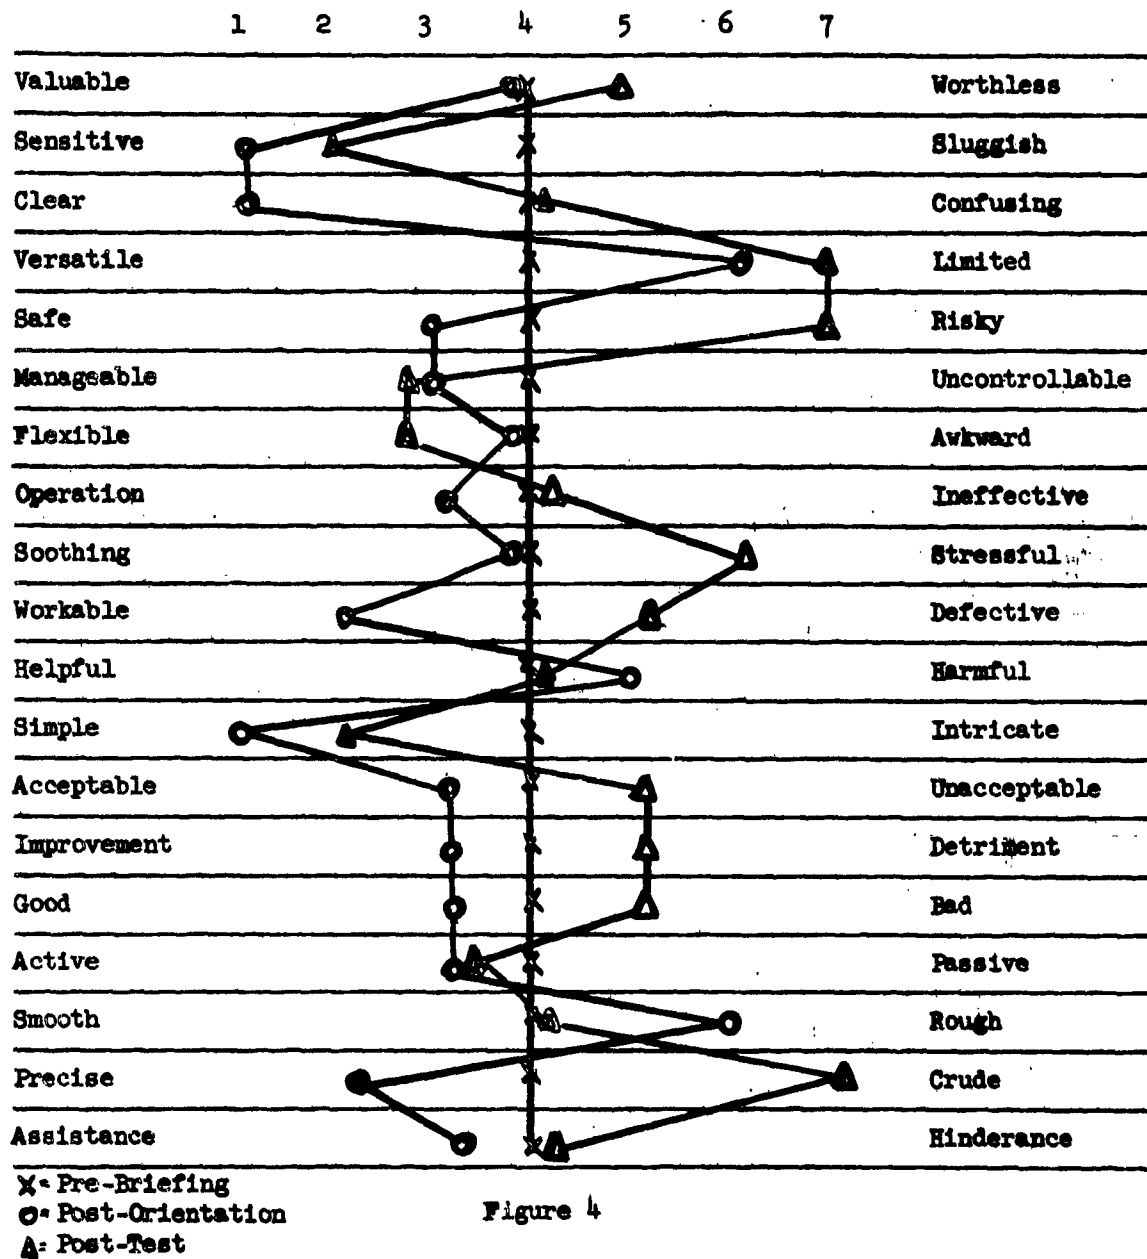 1 2 3 4 5 6 7
Valuable Worthless
Sensitive Sluggish
Clear Confusing
Versatile Limited
Safe Risky
Manageable Uncontrollable
Flexible Awkward
Operation Ineffective
Soothing Stressful
Workable Defective
Helpful Harmful
Simple Intricate
Acceptable Unacceptable
Improvement Detriment
Good Bad
Active Passive
Smooth Rough
Precise Crude
Assistance Hinderance
X= Pre-Briefing
O= Post-Orientation
Figure 4
Δ= Post-Test